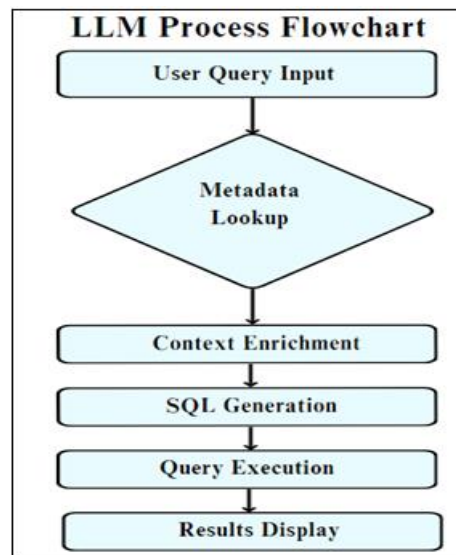 LLM Process Flowchart
User Query Input
Metadata
Lookup
Context Enrichment
SQL Generation
Query Execution
Results Display